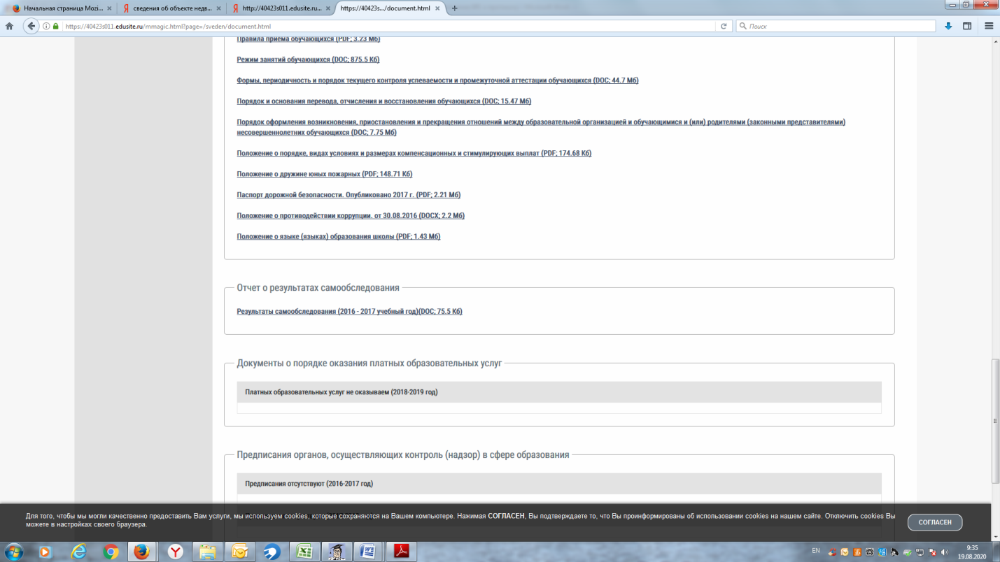 Начальная страница Mozi...
сведения об объекте недв...
http://40423s011.edusite.ru...
https://40423s.../document.html
https://40423s011.edusite.ru/mmagic.html?page=/sveden/document.html
Поиск
Правила приема обучающихся (PDF; 3.23 Мб)
Режим занятий обучающихся (DOC; 875.5 Кб)
Формы, периодичность и порядок текущего контроля успеваемости и промежуточной аттестации обучающихся (DOC; 44.7 Мб)
Порядок и основания перевода, отчисления и восстановления обучающихся (DOC; 15.47 Мб)
Порядок оформления возникновения, приостановления и прекращения отношений между образовательной организацией и обучающимися и (или) родителями (законными представителями)
несовершеннолетних обучающихся (DOC; 7.75 Мб)
Положение о порядке, видах условиях и размерах компенсационных и стимулирующих выплат (PDF; 174.68 Кб)
Положение о дружине юных пожарных (PDF; 148.71 Кб)
Паспорт дорожной безопасности. Опубликовано 2017 г. (PDF; 2.21 Мб)
Положение о противодействии коррупции. от 30.08.2016 (DOCX; 2.2 Мб)
Положение о языке (языках) образования школы (PDF; 1.43 Мб)
Отчет о результатах самообследования
Результаты самообследования (2016 - 2017 учебный год)(DOC; 75.5 Кб)
Документы о порядке оказания платных образовательных услуг
Платных образовательных услуг не оказываем (2018-2019 год)
Предписания органов, осуществляющих контроль (надзор) в сфере образования
Предписания отсутствуют (2016-2017 год)
Для того, чтобы мы могли качественно предоставить Вам услуги, мы используем cookies, которые сохраняются на Вашем компьютере. Нажимая СОГЛАСЕН, Вы подтверждаете то, что Вы проинформированы об использовании cookies на нашем сайте. Отключить cookies Вы
можете в настройках своего браузера.
СОГЛАСЕН
EN
9:35
19.08.2020